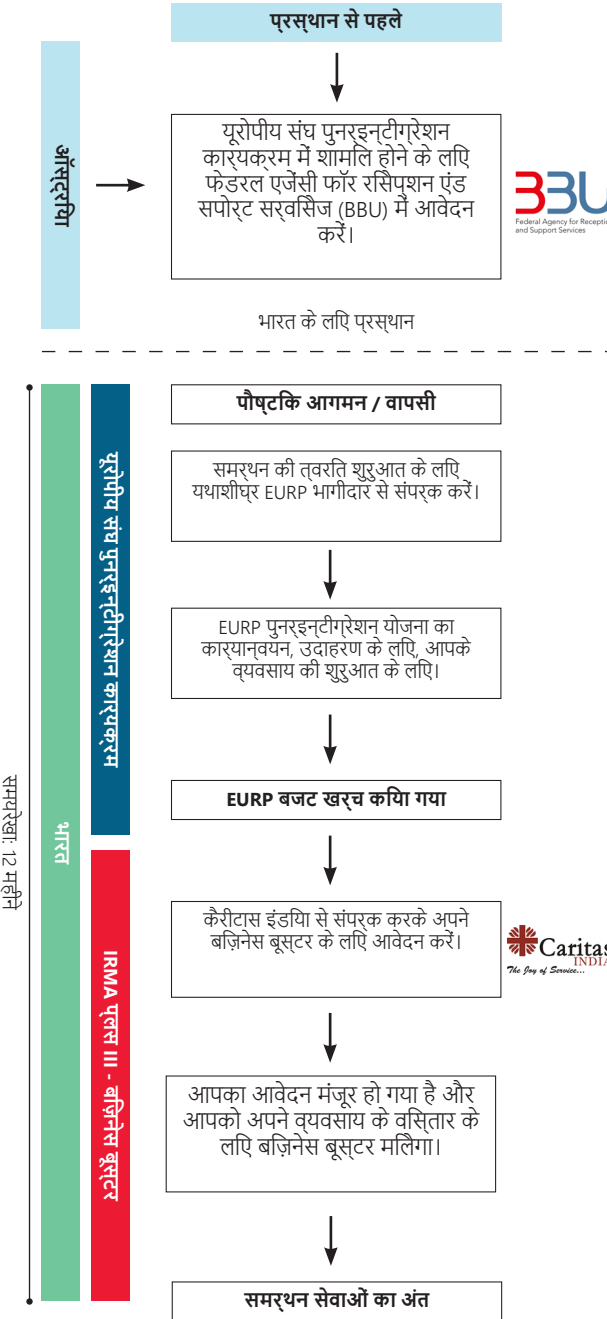 प्रस्थान से पहले
ऑस्ट्रिया
यूरोपीय संघ पुनर्इन्टीग्रेशन
कार्यक्रम में शामिल होने के लिए
फेडरल एजेंसी फॉर रिसेप्शन एंड
सपोर्ट सर्विसेज (BBU) में आवेदन
करें।
BBU
Federal Agency for Reception
and Support Services
भारत के लिए प्रस्थान
पौष्टिक आगमन / वापसी
समर्थन की त्वरित शुरुआत के लिए
यथाशीघ्र EURP भागीदार से संपर्क करें।
यूरोपीय संघ पुनर्इन्टीग्रेशन कार्यक्रम
EURP पुनर्इन्टीग्रेशन योजना का
कार्यान्वयन, उदाहरण के लिए, आपके
व्यवसाय की शुरुआत के लिए।
EURP बजट खर्च किया गया
समयरेखा: 12 महीने
भारत
कैरीटास इंडिया से संपर्क करके अपने
बिज़नेस बूस्टर के लिए आवेदन करें।
Caritas
INDIA
The Joy of Service...
IRMA प्लस III - बिज़नेस बूस्टर
आपका आवेदन मंजूर हो गया है और
आपको अपने व्यवसाय के विस्तार के
लिए बिज़नेस बूस्टर मिलेगा।
समर्थन सेवाओं का अंत